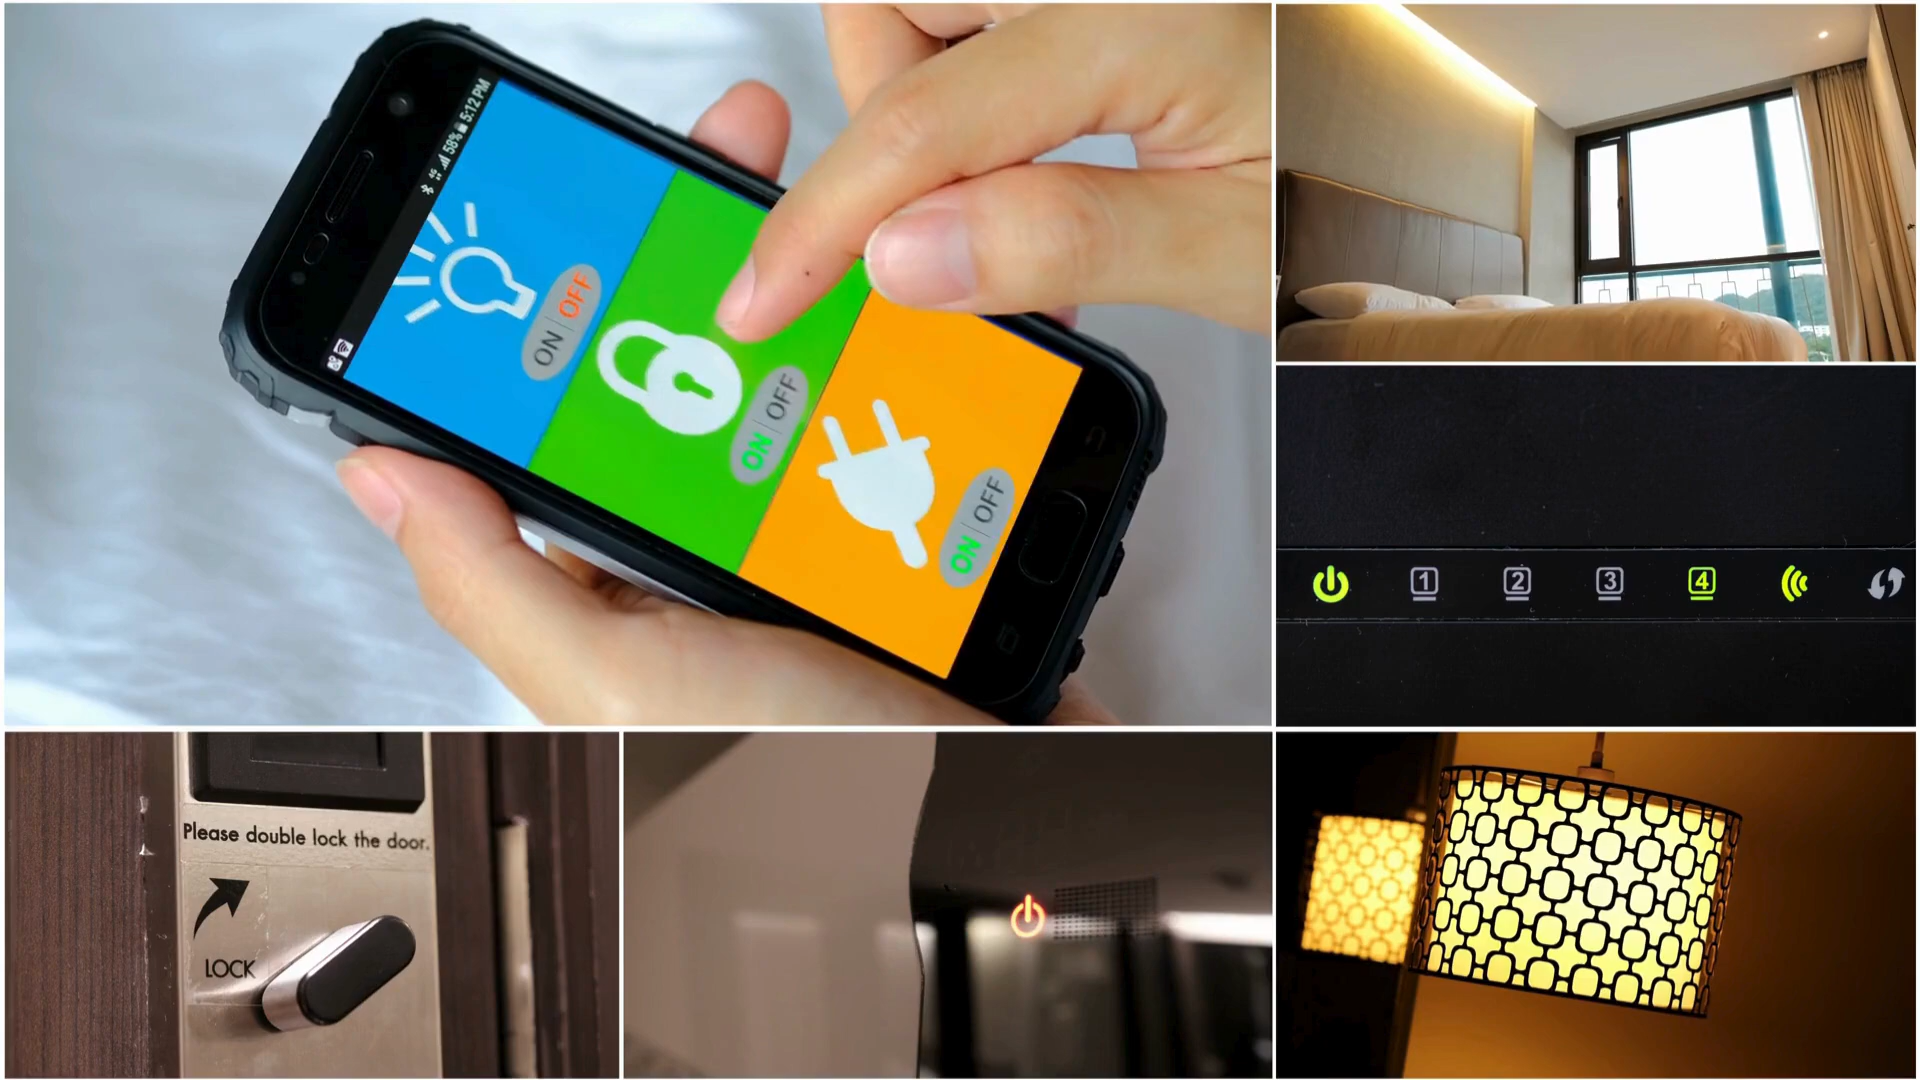 4G 58% 5:12 PM
ON | OFF
ON | OFF
ON | OFF
1 2 3 4
Please double lock the door.
LOCK